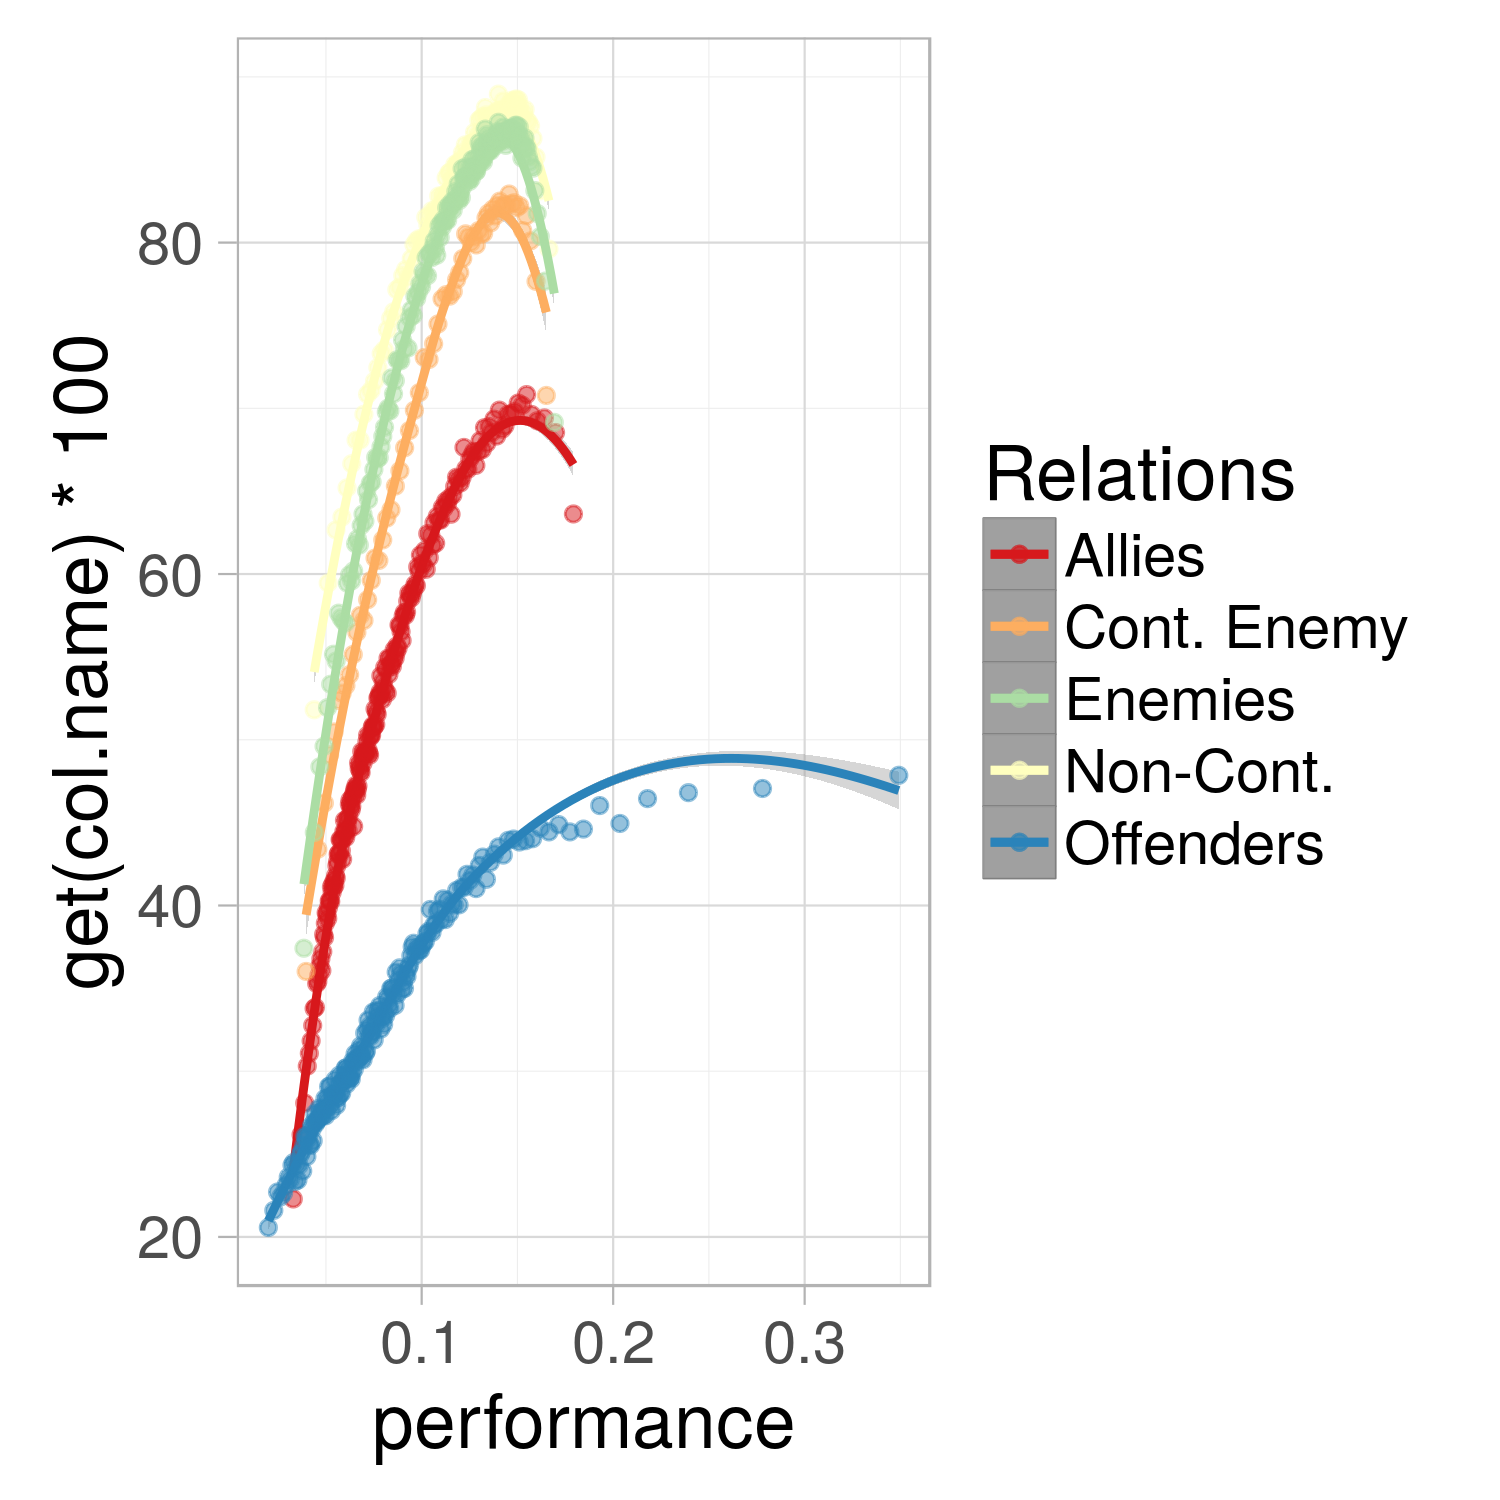 get(col.name) * 100
80
60
40
20
0.1
0.2
0.3
performance
Relations
Allies
Cont. Enemy
Enemies
Non-Cont.
Offenders